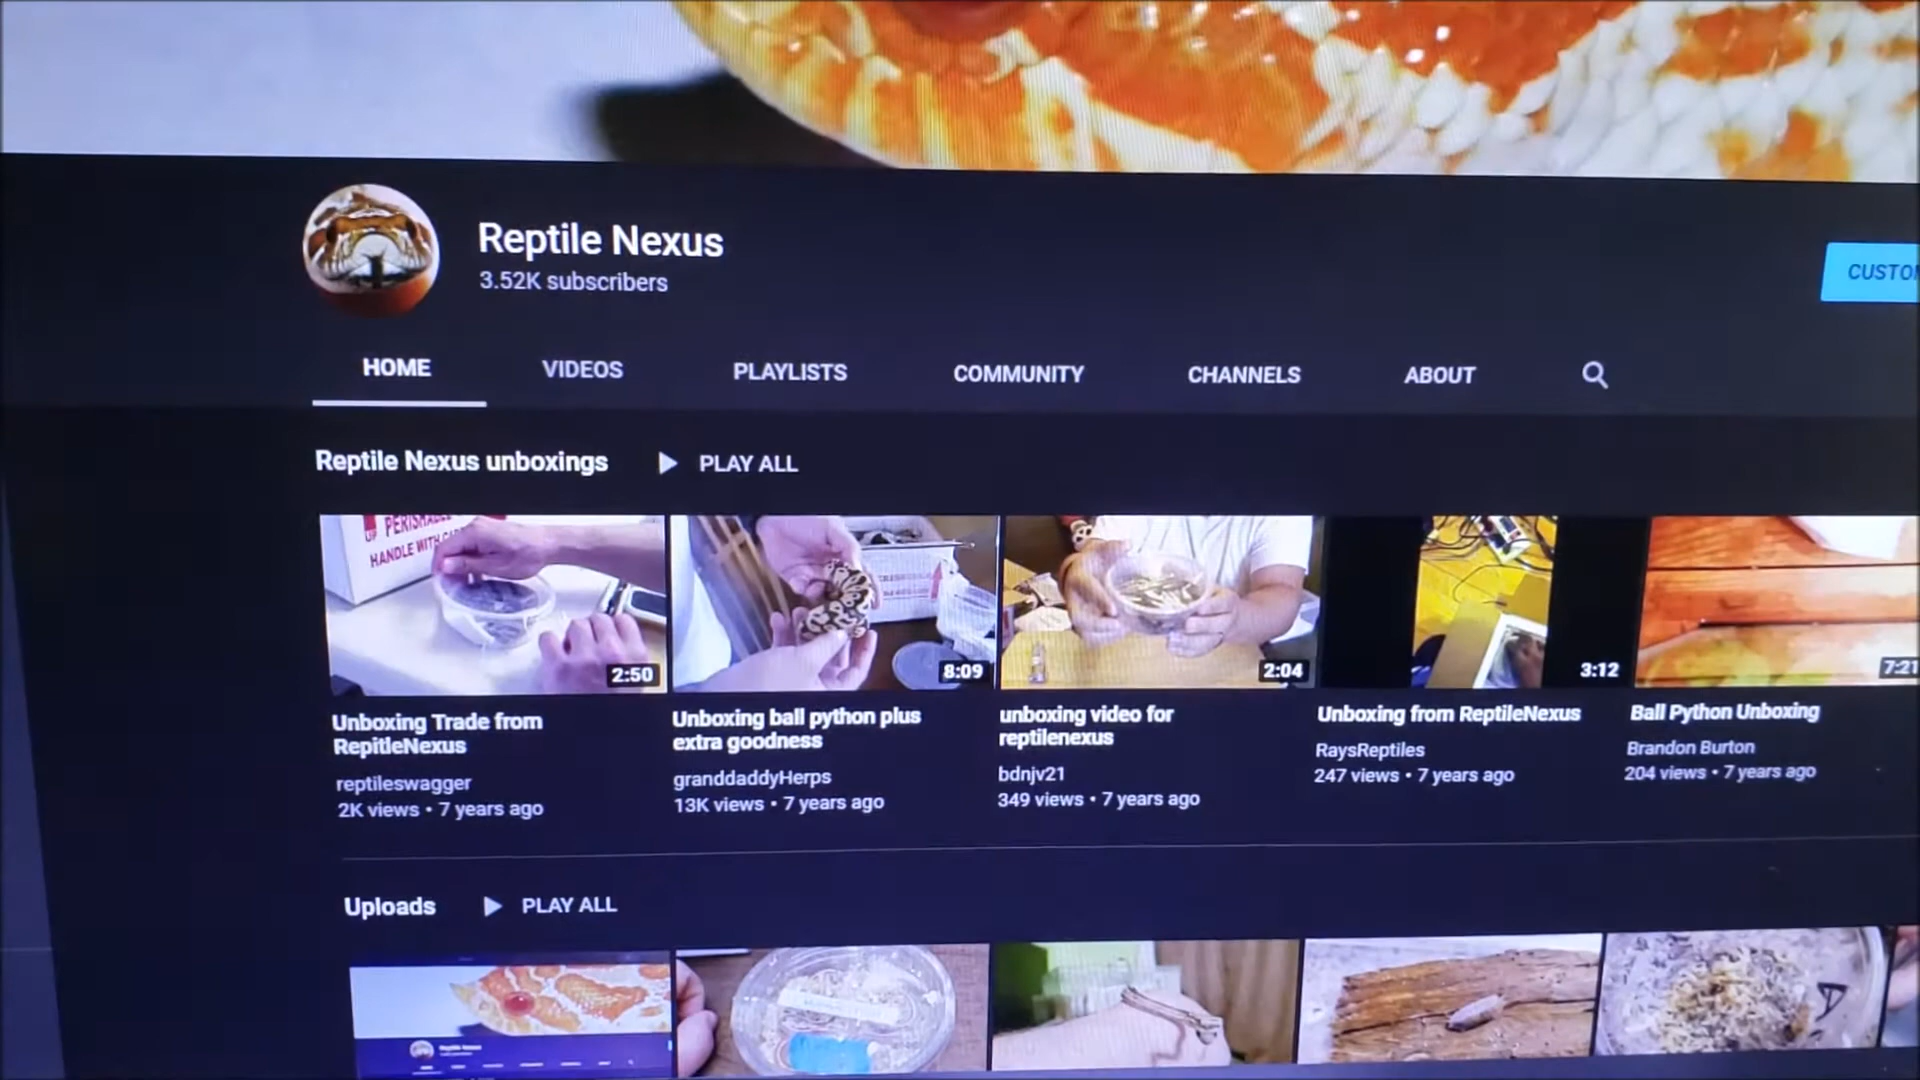 Reptile Nexus
3.52K subscribers
HOME VIDEOS PLAYLISTS COMMUNITY CHANNELS ABOUT
Reptile Nexus unboxings PLAY ALL
UP
HANDLE WITH
2:50
8:09
2:04
3:12
7:21
Unboxing Trade from
RepitleNexus
reptileswagger
2K views • 7 years ago
Unboxing ball python plus
extra goodness
granddaddyHerps
13K views • 7 years ago
unboxing video for
reptilenexus
bdnjv21
349 views • 7 years ago
Unboxing from ReptileNexus
RaysReptiles
247 views • 7 years ago
Ball Python Unboxing
Brandon Burton
204 views • 7 years ago
Uploads PLAY ALL